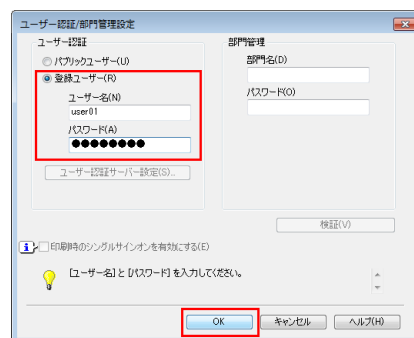 ユーザー認証/部門管理設定
ユーザー認証
パブリックユーザー(U)
登録ユーザー(R)
ユーザー名(N)
user01
パスワード(A)
●●●●●●●●
ユーザー認証サーバー設定(S)...
部門管理
部門名(D)
パスワード(O)
検証(V)
印刷時のシングルサインオンを有効にする(E)
[ユーザー名] と [パスワード] を入力してください。
OK
キャンセル
ヘルプ(H)